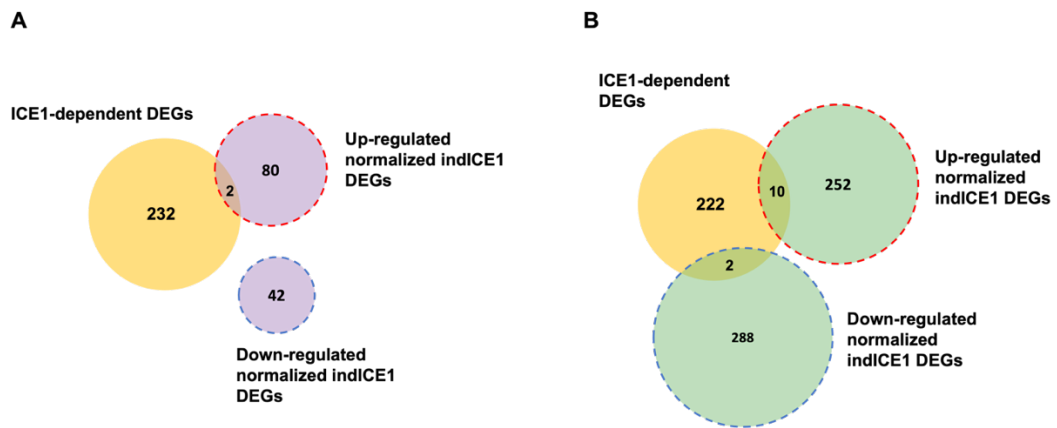 A
ICE1-dependent DEGs
Up-regulated
normalized indICE1
DEGs
80
2
232
42
Down-regulated
normalized indICE1
DEGs
B
ICE1-dependent
DEGs
Up-regulated
normalized
indICE1 DEGs
252
10
222
2
288
Down-regulated
normalized
indICE1 DEGs